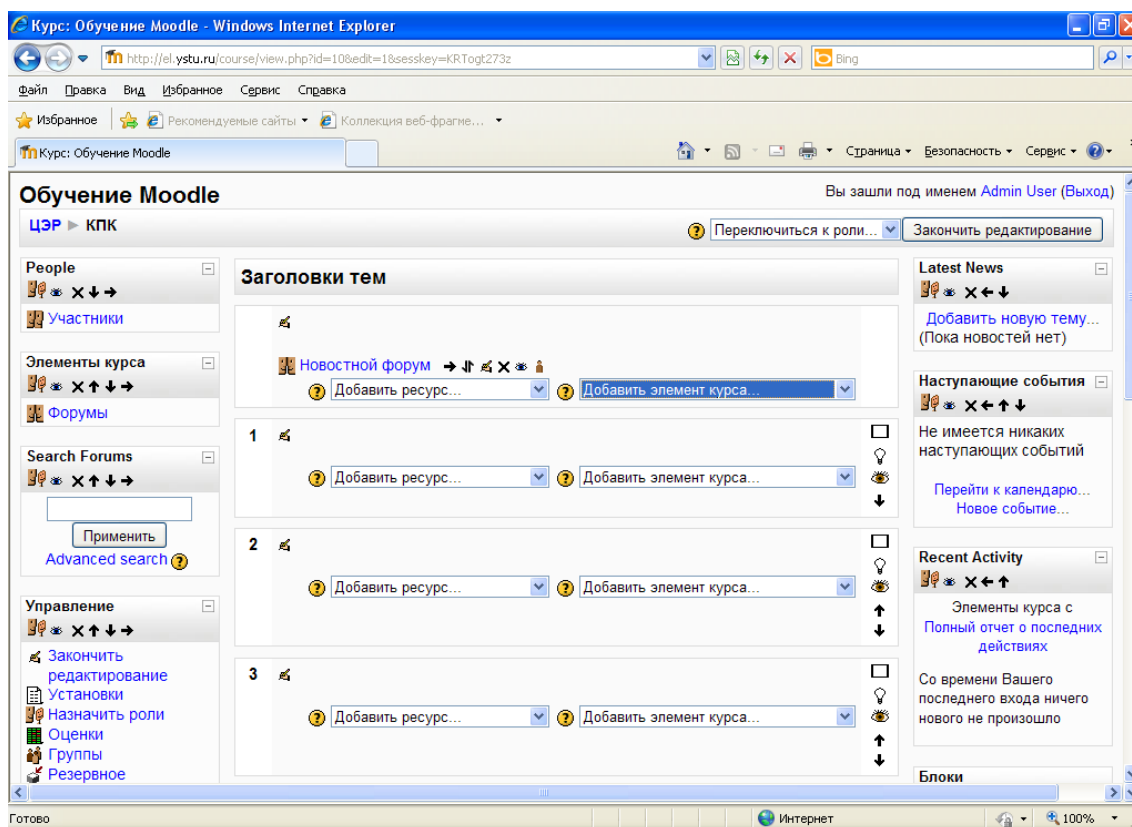 Курс: Обучение Moodle - Windows Internet Explorer
http://el.ystu.ru/course/view.php?id=10&edit=1&sesskey=KRTogt273z
Bing
Файл Правка Вид Избранное Сервис Справка
Избранное Рекомендуемые сайты Коллекция веб-фрагме...
Курс: Обучение Moodle
Страница Безопасность Сервис
Обучение Moodle
Вы зашли под именем Admin User (Выход)
ЦЭР КПК
Переключиться к роли...
Закончить редактирование
People
Участники
Элементы курса
Форумы
Search Forums
Применить
Advanced search
Управление
Закончить
редактирование
Установки
Назначить роли
Оценки
Группы
Резервное
Заголовки тем
Новостной форум
Добавить ресурс... Добавить элемент курса...
1
Добавить ресурс... Добавить элемент курса...
2
Добавить ресурс... Добавить элемент курса...
3
Добавить ресурс... Добавить элемент курса...
Latest News
Добавить новую тему...
(Пока новостей нет)
Наступающие события
Не имеется никаких
наступающих событий
Перейти к календарю...
Новое событие...
Recent Activity
Элементы курса с
Полный отчет о последних
действиях
Со времени Вашего
последнего входа ничего
нового не произошло
Блоки
Готово
Интернет
100%